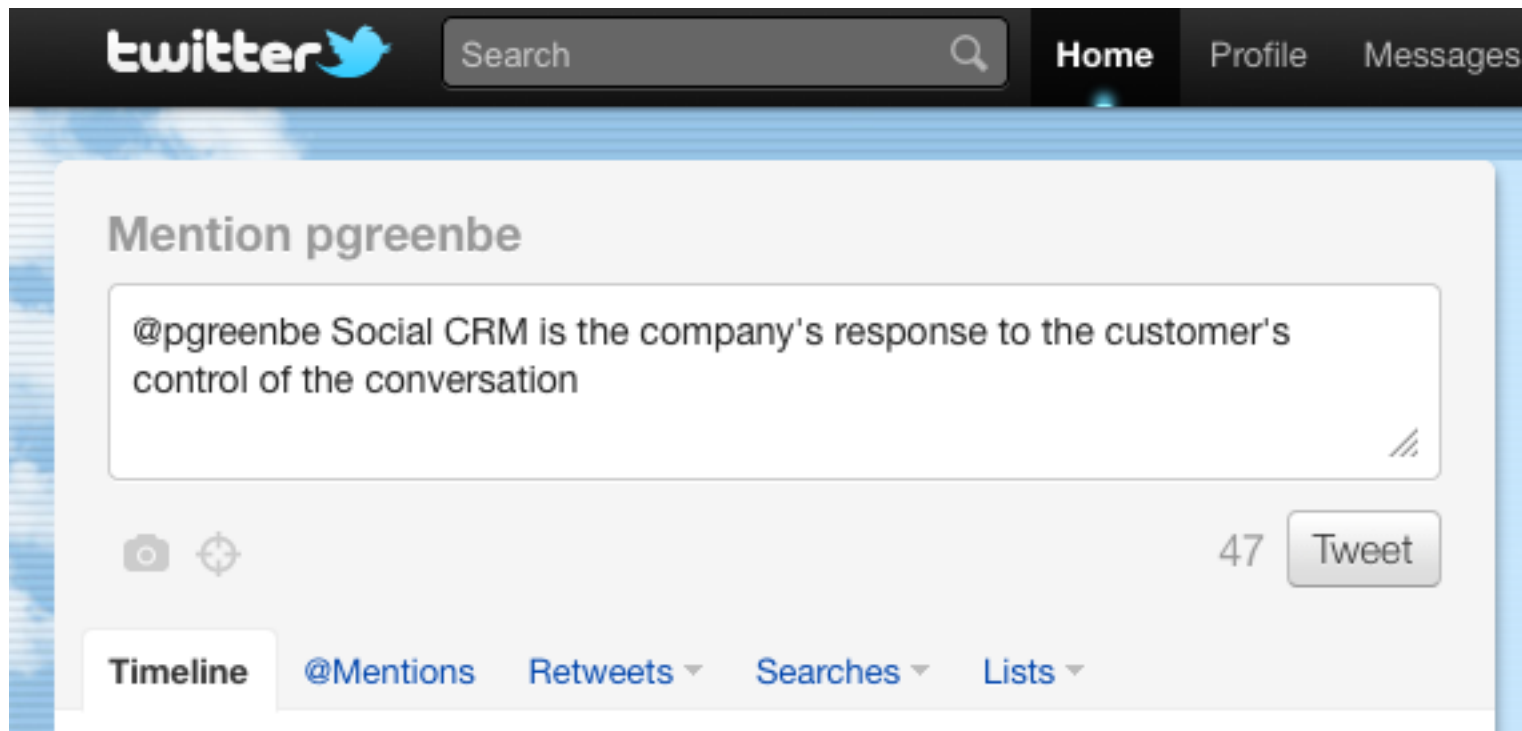 twitter Search Home Profile Messages
Mention pgreenbe
@pgreenbe Social CRM is the company's response to the customer's
control of the conversation
47 Tweet
Timeline @Mentions Retweets Searches Lists